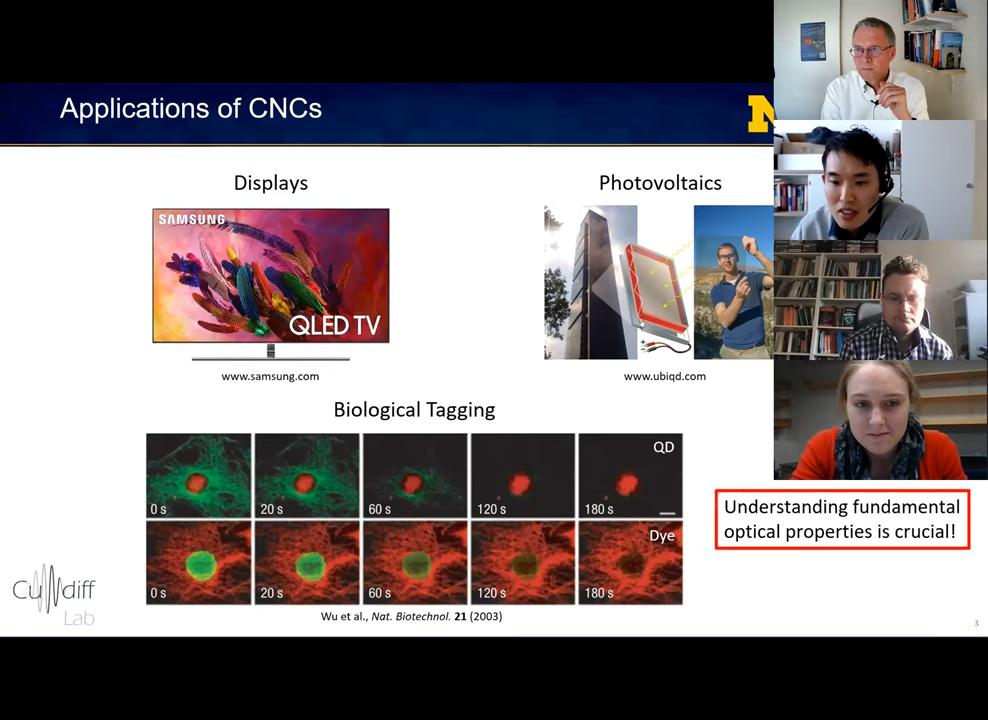 Applications of CNCs
Displays
Photovoltaics
SAMSUNG
QLED TV
www.samsung.com
www.ubiqd.com
Biological Tagging
QD
0 s
20 s
60 s
120 s
180 s
Dye
0 s
20 s
60 s
120 s
180 s
Understanding fundamental
optical properties is crucial!
Cundiff
Lab
Wu et al., Nat. Biotechnol. 21 (2003)
3